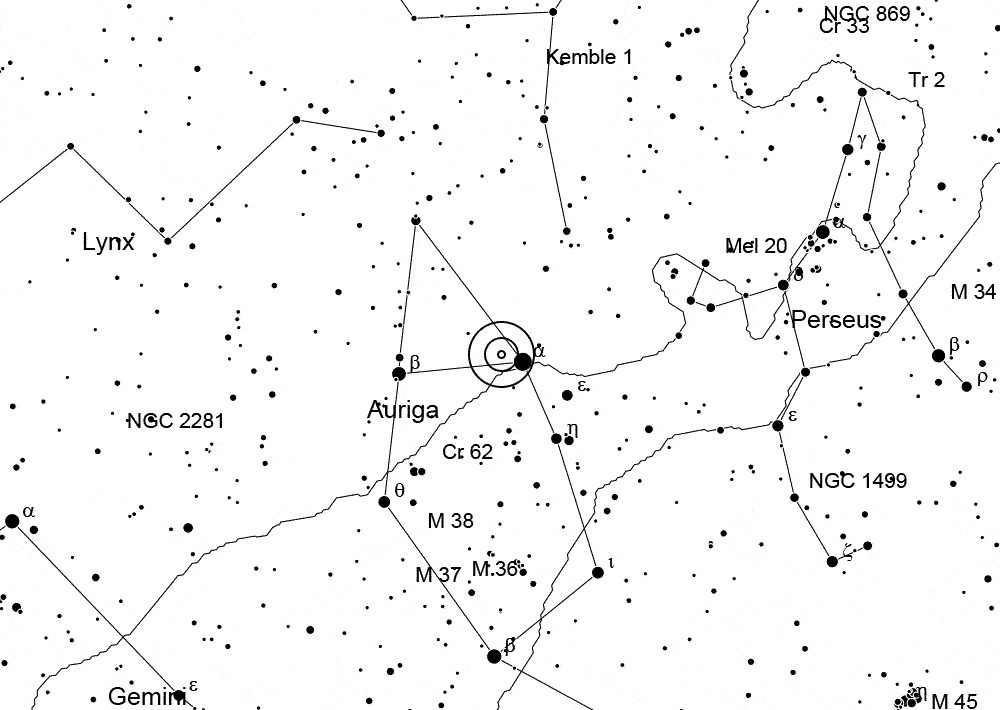 NGC 869
Cr 33
Kemble 1
Tr 2
γ
α
Lynx
Mel 20
δ
M 34
Perseus
β
α
β
ρ
ε
Auriga
NGC 2281
ε
η
Cr 62
NGC 1499
θ
α
M 38
ζ
ι
M 36
M 37
β
ε
Gemini
η
M 45